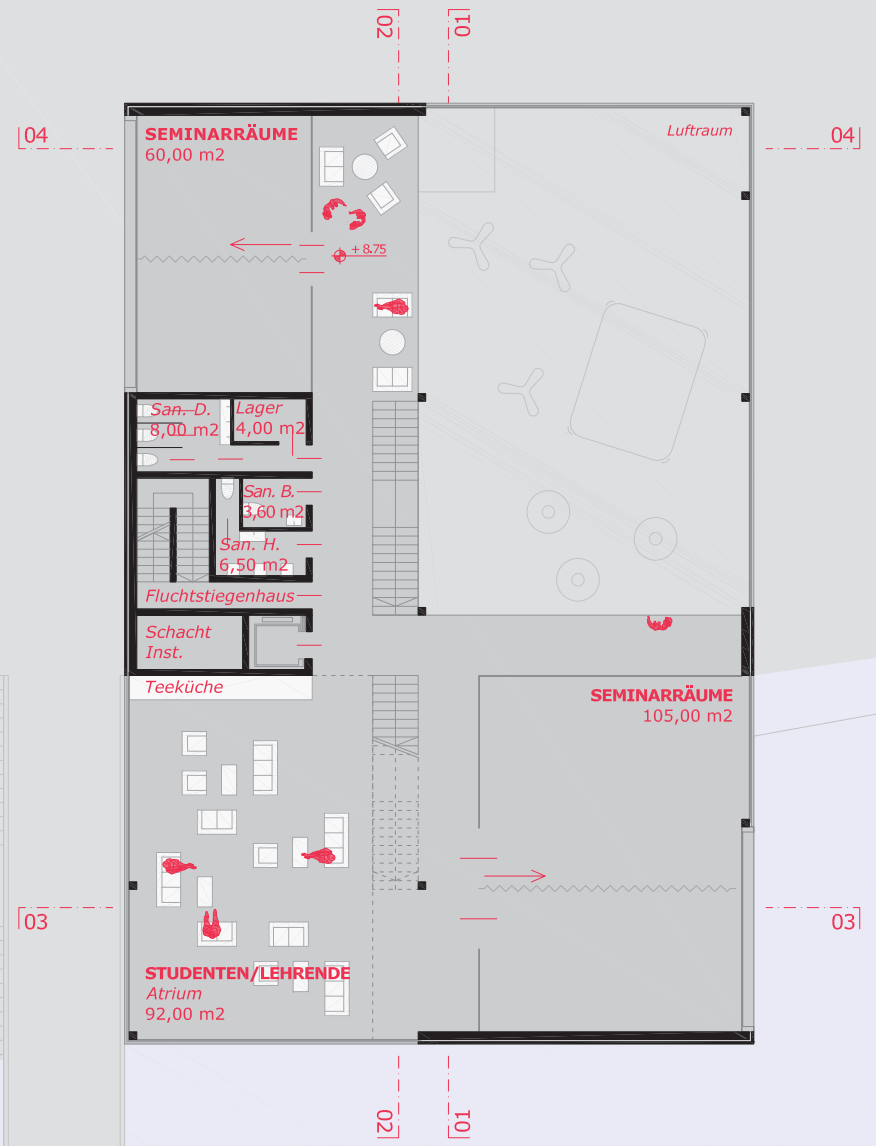 02
01
04
04
SEMINARRÄUME
60,00 m2
Luftraum
+8.75
San. D.
8,00 m2
Lager
4,00 m2
San. B.
3,60 m2
San. H.
6,50 m2
Fluchtstiegenhaus
Schacht
Inst.
Teeküche
SEMINARRÄUME
105,00 m2
03
03
STUDENTEN/LEHRENDE
Atrium
92,00 m2
02
01